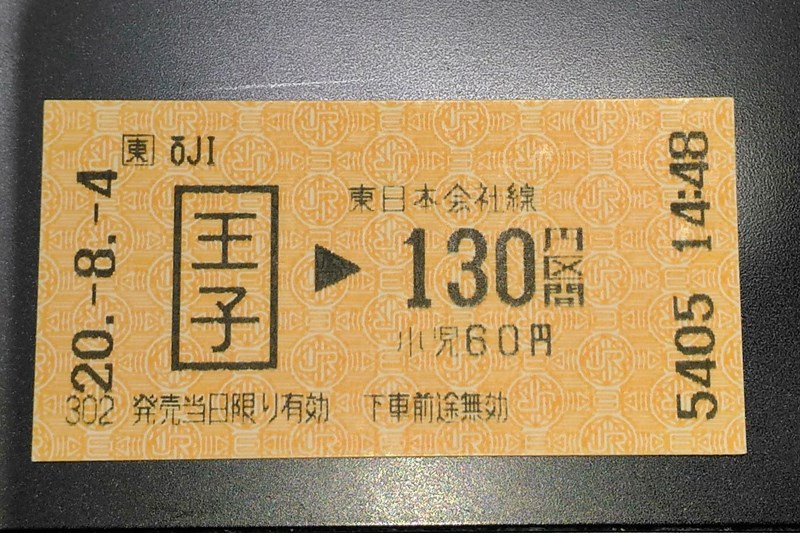 東 ōJI
20.-8.-4
王子
東日本会社線
▶ 130円区間
小児60円
302 発売当日限り有効 下車前途無効
5405 14:48